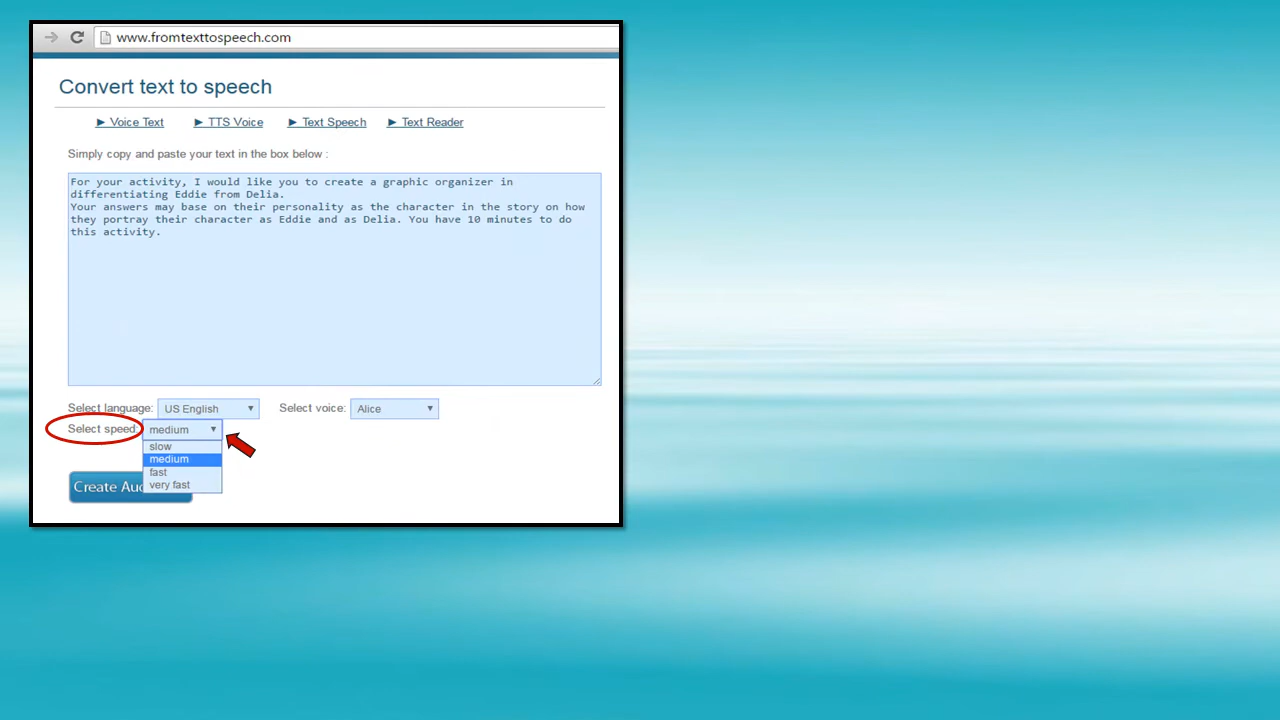 www.fromtexttospeech.com
Convert text to speech
► Voice Text ► TTS Voice ► Text Speech ► Text Reader
Simply copy and paste your text in the box below :
For your activity, I would like you to create a graphic organizer in
differentiating Eddie from Delia.
Your answers may base on their personality as the character in the story on how
they portray their character as Eddie and as Delia. You have 10 minutes to do
this activity.
Select language: US English Select voice: Alice
Select speed: medium
slow
medium
fast
very fast
Create